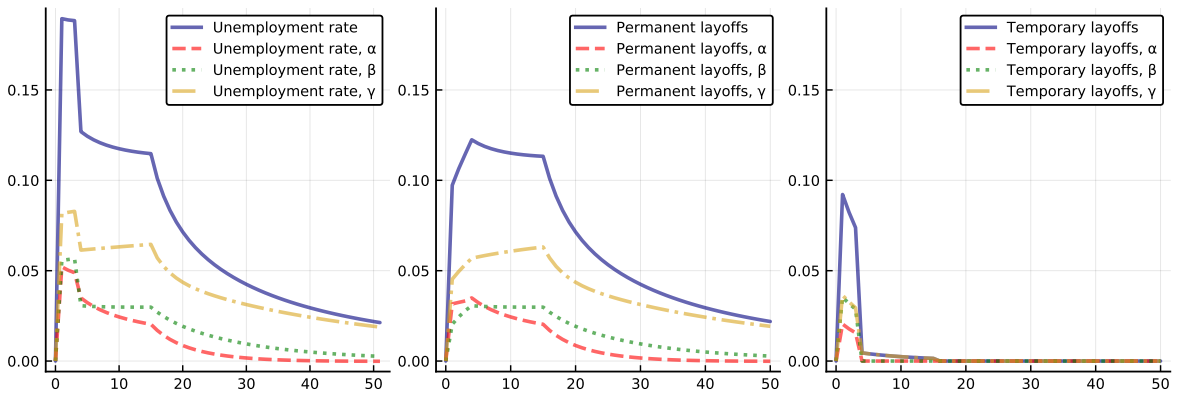 Unemployment rate
Unemployment rate, α
Unemployment rate, β
Unemployment rate, γ
0.15
0.10
0.05
0.00
0 10 20 30 40 50
Permanent layoffs
Permanent layoffs, α
Permanent layoffs, β
Permanent layoffs, γ
0.15
0.10
0.05
0.00
0 10 20 30 40 50
Temporary layoffs
Temporary layoffs, α
Temporary layoffs, β
Temporary layoffs, γ
0.15
0.10
0.05
0.00
0 10 20 30 40 50